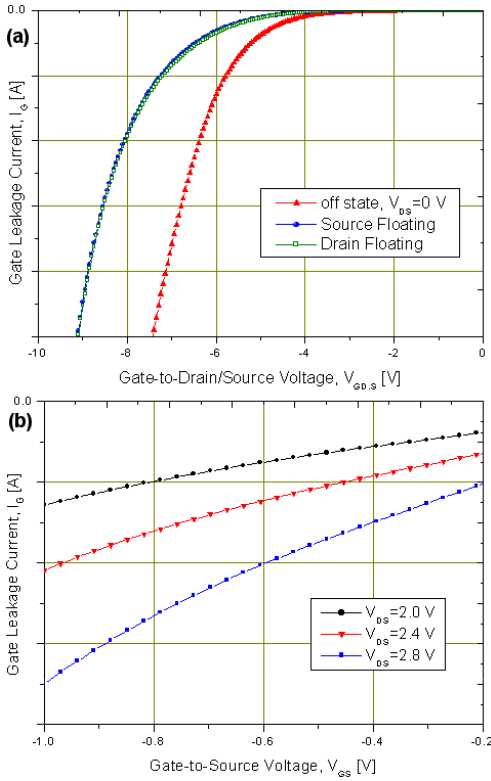 (a)
0.0
Gate Leakage Current, I_G [A]
off state, V_DS=0 V
Source Floating
Drain Floating
-10 -8 -6 -4 -2 0
Gate-to-Drain/Source Voltage, V_GD,S [V]
(b)
0.0
Gate Leakage Current, I_G [A]
V_DS=2.0 V
V_DS=2.4 V
V_DS=2.8 V
-1.0 -0.8 -0.6 -0.4 -0.2
Gate-to-Source Voltage, V_GS [V]